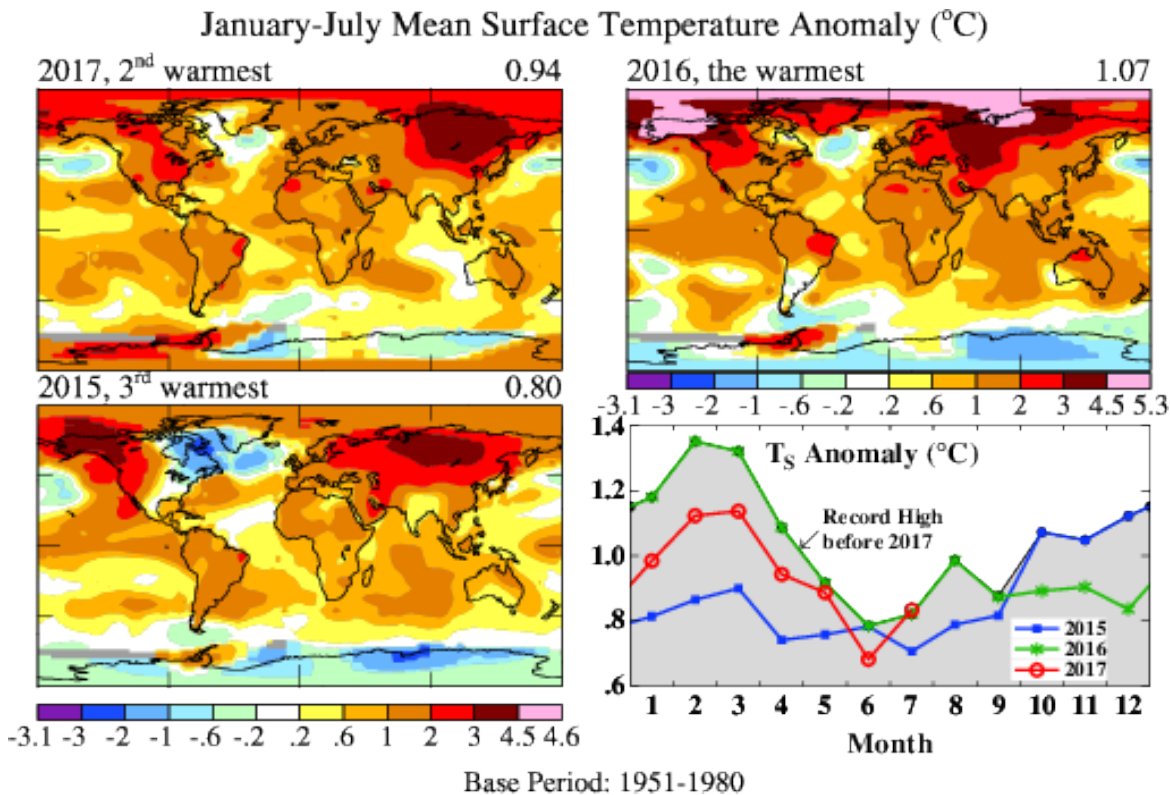 January-July Mean Surface Temperature Anomaly (°C)
2017, 2nd warmest 0.94
2016, the warmest 1.07
2015, 3rd warmest 0.80
-3.1 -3 -2 -1 -.6 -.2 .2 .6 1 2 3 4.5 5.3
1.4
1.2
1.0
.8
.6
TS Anomaly (°C)
Record High
before 2017
2015
2016
2017
1 2 3 4 5 6 7 8 9 10 11 12
Month
-3.1 -3 -2 -1 -.6 -.2 .2 .6 1 2 3 4.5 4.6
Base Period: 1951-1980